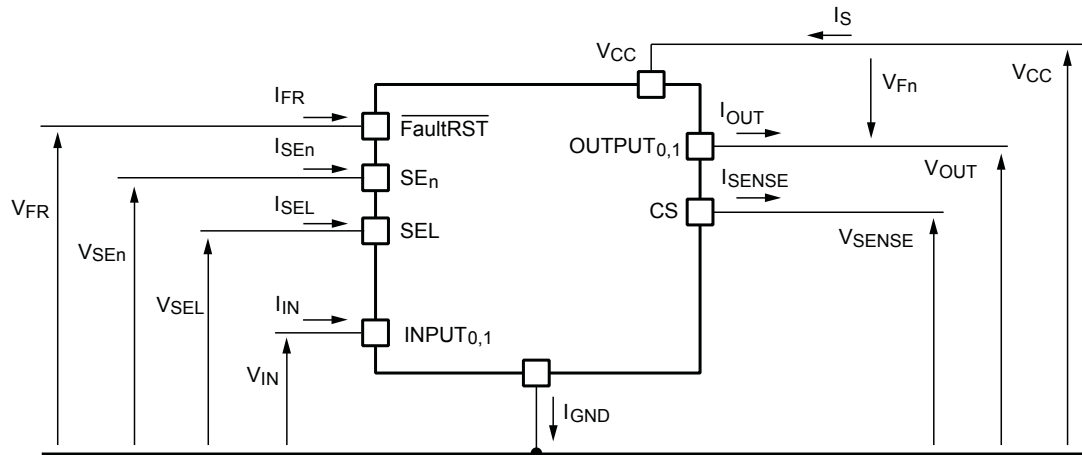 IS
VCC
VCC
VFn
IFR
FaultRST
IOUT
OUTPUT0,1
ISEn
SEn
VOUT
ISENSE
ISEL
SEL
CS
VFR
VSENSE
VSEn
VSEL
IIN
INPUT0,1
VIN
IGND